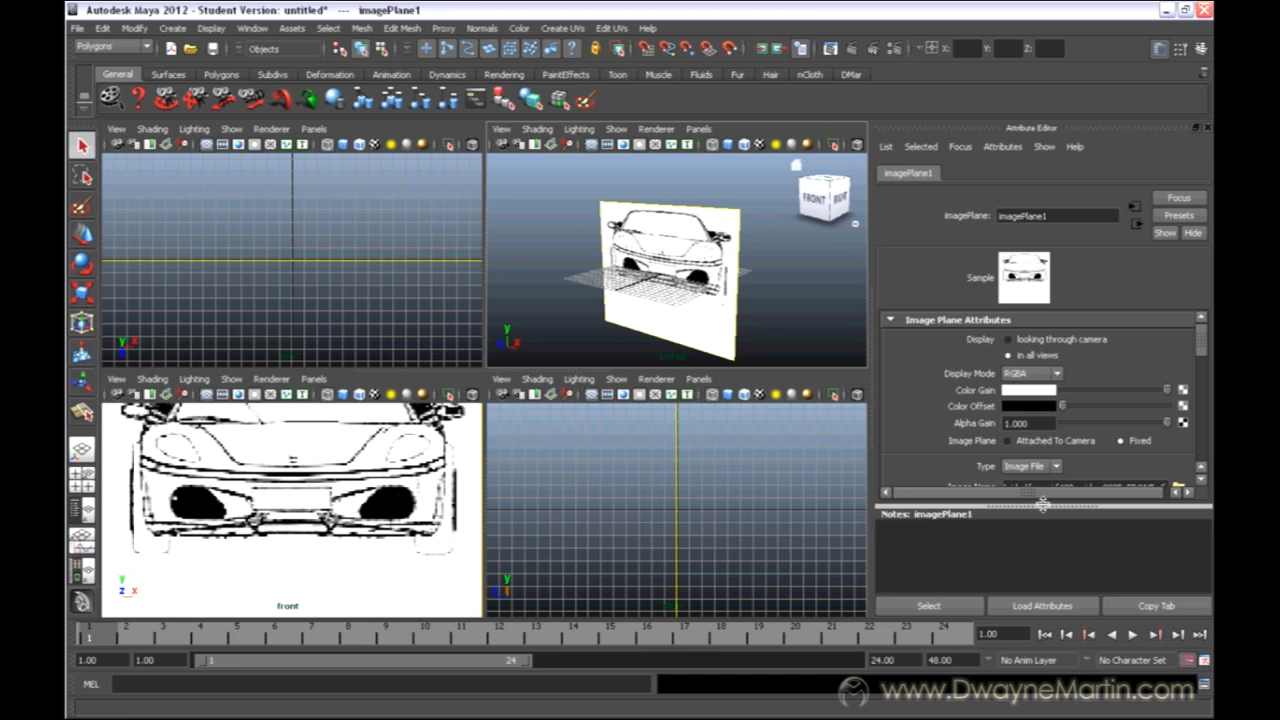 Autodesk Maya 2012 - Student Version: untitled* --- imagePlane1
File Edit Modify Create Display Window Assets Select Mesh Edit Mesh Proxy Normals Color Create UVs Edit UVs Help
Polygons Objects X: Y: Z:
General Surfaces Polygons Subdivs Deformation Animation Dynamics Rendering PaintEffects Toon Muscle Fluids Fur Hair nCloth DMar
View Shading Lighting Show Renderer Panels
View Shading Lighting Show Renderer Panels
FRONT RIGHT
y x
y x
persp
View Shading Lighting Show Renderer Panels
View Shading Lighting Show Renderer Panels
y
z x
front
y
Attribute Editor
List Selected Focus Attributes Show Help
imagePlane1
Focus
imagePlane: imagePlane1 Presets
Show Hide
Sample
Image Plane Attributes
Display looking through camera
in all views
Display Mode RGBA
Color Gain
Color Offset
Alpha Gain 1.000
Image Plane Attached To Camera Fixed
Type Image File
Notes: imagePlane1
Select Load Attributes Copy Tab
1 2 3 4 5 6 7 8 9 10 11 12 13 14 15 16 17 18 19 20 21 22 23 24 1.00
1
1.00 1.00 1 24 24.00 48.00 No Anim Layer No Character Set
MEL
www.DwayneMartin.com